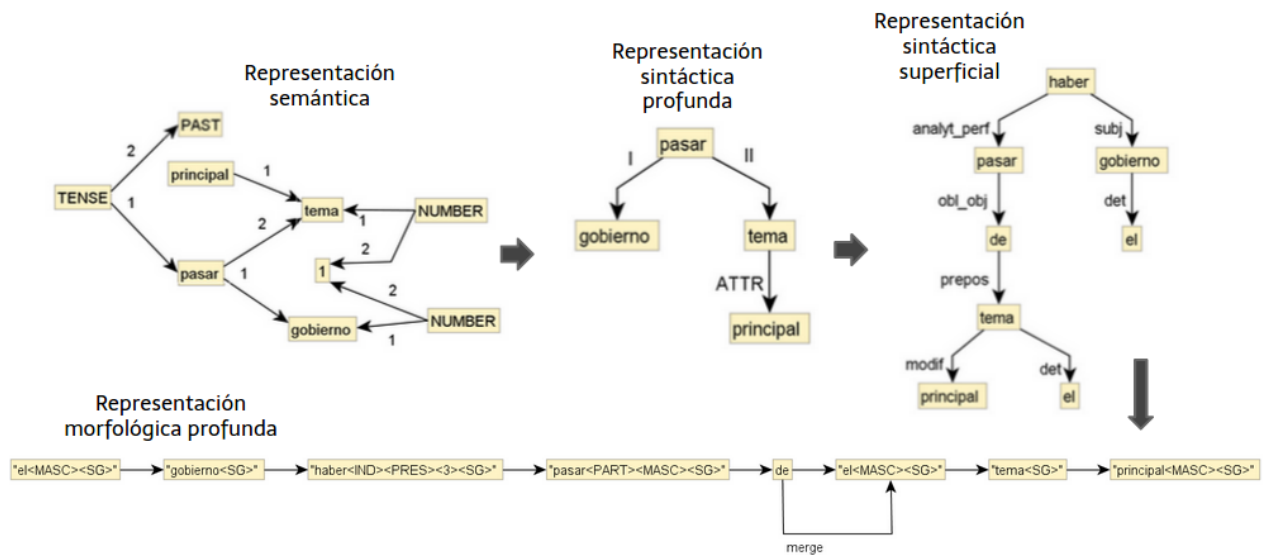 Representación
semántica
PAST
2
principal
1
TENSE
1
tema
1
NUMBER
2
2
pasar
1
1
2
gobierno
1
NUMBER
Representación
sintáctica
profunda
pasar
I
II
gobierno
tema
ATTR
principal
Representación
sintáctica
superficial
haber
analyt_perf
subj
pasar
gobierno
obl_obj
det
de
el
prepos
tema
modif
det
principal
el
Representación
morfológica profunda
"el<MASC><SG>"
"gobierno<SG>"
"haber<IND><PRES><3><SG>"
"pasar<PART><MASC><SG>"
de
"el<MASC><SG>"
"tema<SG>"
"principal<MASC><SG>"
merge